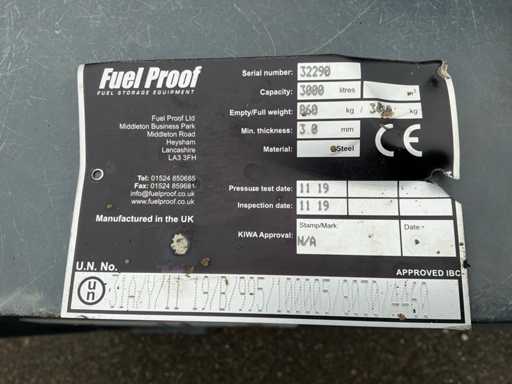 Fuel Proof
FUEL STORAGE EQUIPMENT
Fuel Proof Ltd
Middleton Business Park
Middleton Road
Heysham
Lancashire
LA3 3FH
Tel: 01524 850685
Fax: 01524 859681
info@fuelproof.co.uk
www.fuelproof.co.uk
Manufactured in the UK
Serial number: 32290
Capacity: 3000 litres
Empty/Full weight: 860 kg / kg
Min. thickness: 3.0 mm
Material: Steel
CE
Pressure test date: 11 19
Inspection date: 11 19
KIWA Approval: Stamp/Mark: N/A Date:
U.N. No.
APPROVED IBC
un